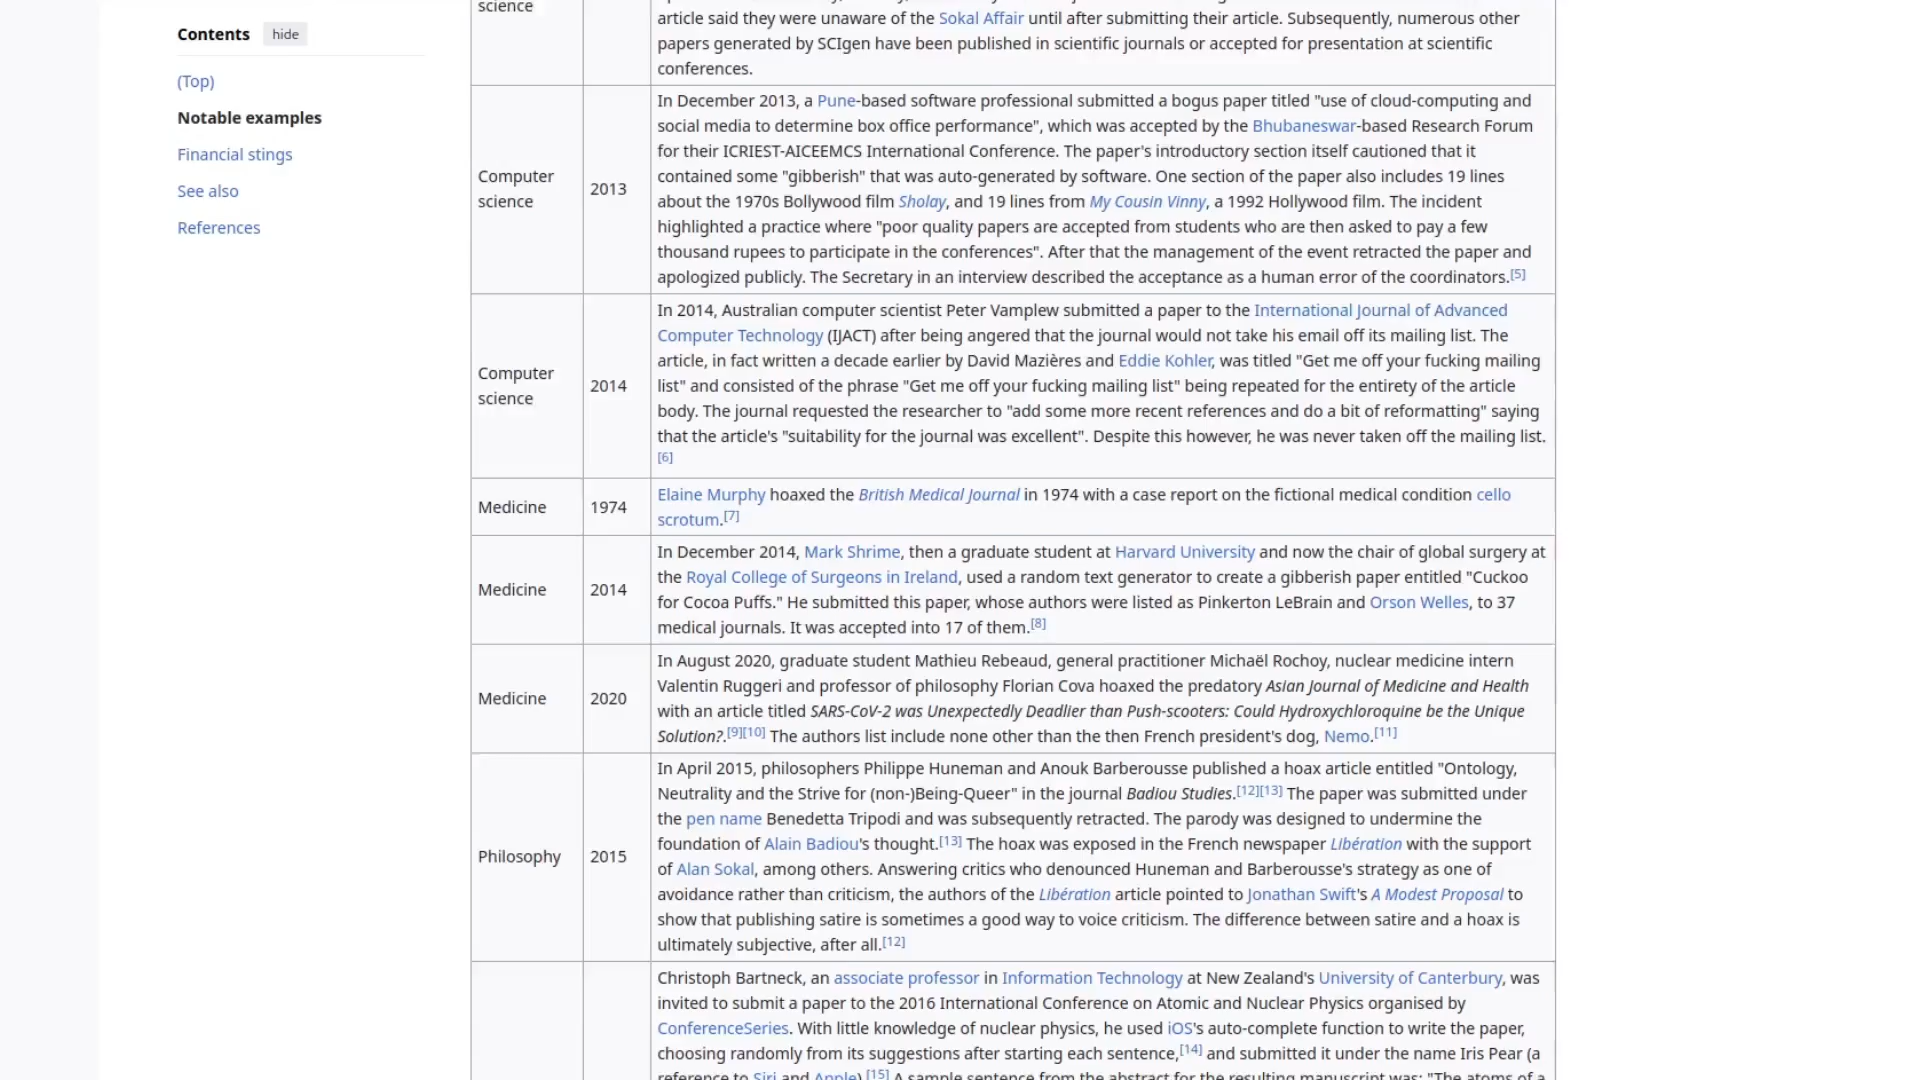 Contents hide
(Top)
Notable examples
Financial stings
See also
References
science
article said they were unaware of the Sokal Affair until after submitting their article. Subsequently, numerous other
papers generated by SCIgen have been published in scientific journals or accepted for presentation at scientific
conferences.
Computer
science
2013
In December 2013, a Pune-based software professional submitted a bogus paper titled "use of cloud-computing and
social media to determine box office performance", which was accepted by the Bhubaneswar-based Research Forum
for their ICRIEST-AICEEMCS International Conference. The paper's introductory section itself cautioned that it
contained some "gibberish" that was auto-generated by software. One section of the paper also includes 19 lines
about the 1970s Bollywood film Sholay, and 19 lines from My Cousin Vinny, a 1992 Hollywood film. The incident
highlighted a practice where "poor quality papers are accepted from students who are then asked to pay a few
thousand rupees to participate in the conferences". After that the management of the event retracted the paper and
apologized publicly. The Secretary in an interview described the acceptance as a human error of the coordinators.[5]
Computer
science
2014
In 2014, Australian computer scientist Peter Vamplew submitted a paper to the International Journal of Advanced
Computer Technology (IJACT) after being angered that the journal would not take his email off its mailing list. The
article, in fact written a decade earlier by David Mazières and Eddie Kohler, was titled "Get me off your fucking mailing
list" and consisted of the phrase "Get me off your fucking mailing list" being repeated for the entirety of the article
body. The journal requested the researcher to "add some more recent references and do a bit of reformatting" saying
that the article's "suitability for the journal was excellent". Despite this however, he was never taken off the mailing list.
[6]
Medicine
1974
Elaine Murphy hoaxed the British Medical Journal in 1974 with a case report on the fictional medical condition cello
scrotum.[7]
Medicine
2014
In December 2014, Mark Shrime, then a graduate student at Harvard University and now the chair of global surgery at
the Royal College of Surgeons in Ireland, used a random text generator to create a gibberish paper entitled "Cuckoo
for Cocoa Puffs." He submitted this paper, whose authors were listed as Pinkerton LeBrain and Orson Welles, to 37
medical journals. It was accepted into 17 of them.[8]
Medicine
2020
In August 2020, graduate student Mathieu Rebeaud, general practitioner Michaël Rochoy, nuclear medicine intern
Valentin Ruggeri and professor of philosophy Florian Cova hoaxed the predatory Asian Journal of Medicine and Health
with an article titled SARS-CoV-2 was Unexpectedly Deadlier than Push-scooters: Could Hydroxychloroquine be the Unique
Solution?.[9][10] The authors list include none other than the then French president's dog, Nemo.[11]
Philosophy
2015
In April 2015, philosophers Philippe Huneman and Anouk Barberousse published a hoax article entitled "Ontology,
Neutrality and the Strive for (non-)Being-Queer" in the journal Badiou Studies.[12][13] The paper was submitted under
the pen name Benedetta Tripodi and was subsequently retracted. The parody was designed to undermine the
foundation of Alain Badiou's thought.[13] The hoax was exposed in the French newspaper Libération with the support
of Alan Sokal, among others. Answering critics who denounced Huneman and Barberousse's strategy as one of
avoidance rather than criticism, the authors of the Libération article pointed to Jonathan Swift's A Modest Proposal to
show that publishing satire is sometimes a good way to voice criticism. The difference between satire and a hoax is
ultimately subjective, after all.[12]
Christoph Bartneck, an associate professor in Information Technology at New Zealand's University of Canterbury, was
invited to submit a paper to the 2016 International Conference on Atomic and Nuclear Physics organised by
ConferenceSeries. With little knowledge of nuclear physics, he used iOS's auto-complete function to write the paper,
choosing randomly from its suggestions after starting each sentence,[14] and submitted it under the name Iris Pear (a
reference to Siri and Apple).[15] A sample sentence from the abstract for the resulting manuscript was: "The atoms of a